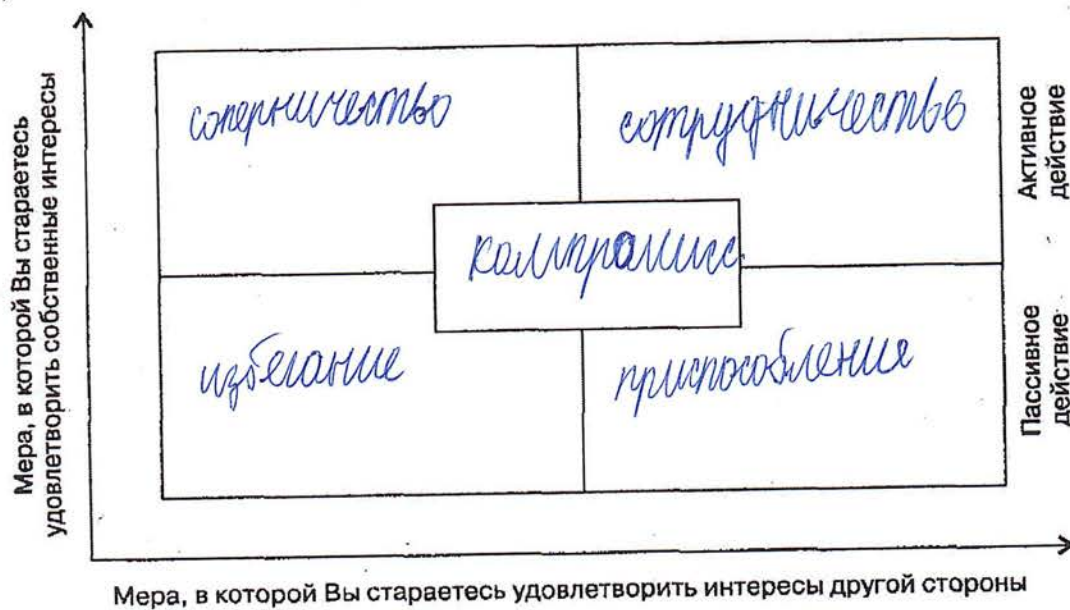 Мера, в которой Вы стараетесь
удовлетворить собственные интересы
соперничество
сотрудничество
Активное
действие
компромисс
избегание
приспособление
Пассивное
действие
Мера, в которой Вы стараетесь удовлетворить интересы другой стороны